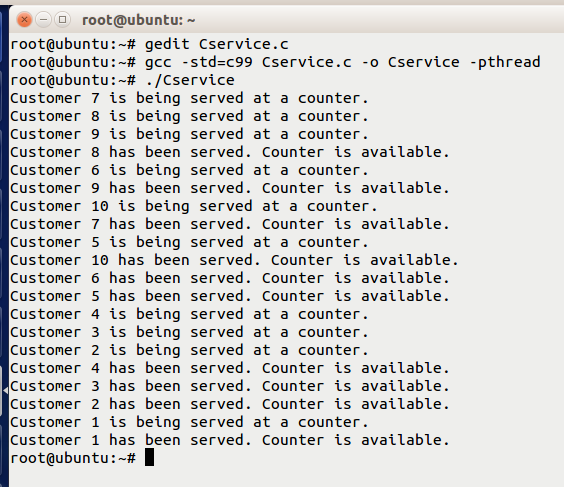 root@ubuntu: ~
root@ubuntu:~# gedit Cservice.c
root@ubuntu:~# gcc -std=c99 Cservice.c -o Cservice -pthread
root@ubuntu:~# ./Cservice
Customer 7 is being served at a counter.
Customer 8 is being served at a counter.
Customer 9 is being served at a counter.
Customer 8 has been served. Counter is available.
Customer 6 is being served at a counter.
Customer 9 has been served. Counter is available.
Customer 10 is being served at a counter.
Customer 7 has been served. Counter is available.
Customer 5 is being served at a counter.
Customer 10 has been served. Counter is available.
Customer 6 has been served. Counter is available.
Customer 5 has been served. Counter is available.
Customer 4 is being served at a counter.
Customer 3 is being served at a counter.
Customer 2 is being served at a counter.
Customer 4 has been served. Counter is available.
Customer 3 has been served. Counter is available.
Customer 2 has been served. Counter is available.
Customer 1 is being served at a counter.
Customer 1 has been served. Counter is available.
root@ubuntu:~#